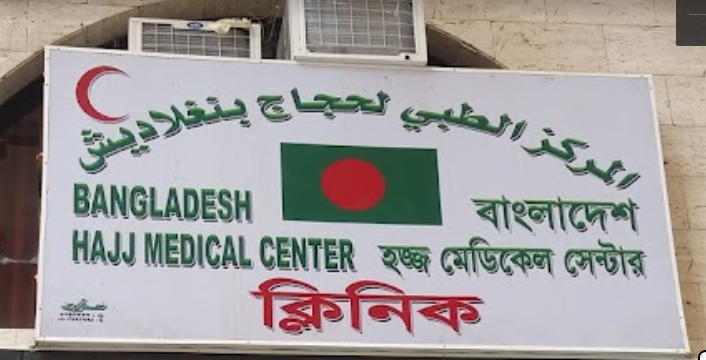 المركز الطبي لحجاج بنغلاديش
BANGLADESH
বাংলাদেশ
HAJJ MEDICAL CENTER
হজ্জ মেডিকেল সেন্টার
ক্লিনিক